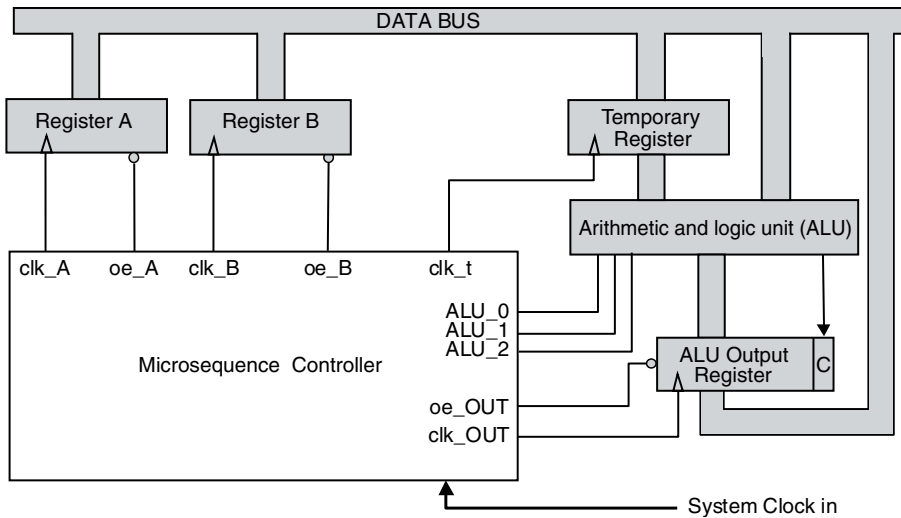 DATA BUS
Register A
Register B
Temporary
Register
Arithmetic and logic unit (ALU)
clk_A
oe_A
clk_B
oe_B
clk_t
ALU_0
ALU_1
ALU_2
Microsequence Controller
ALU Output
Register
C
oe_OUT
clk_OUT
System Clock in